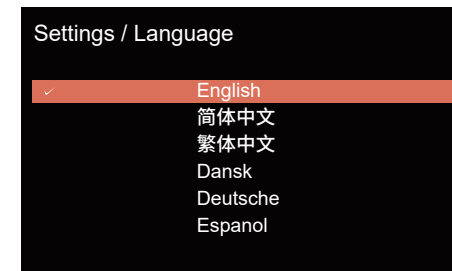 Settings / Language
English
简体中文
繁体中文
Dansk
Deutsche
Espanol